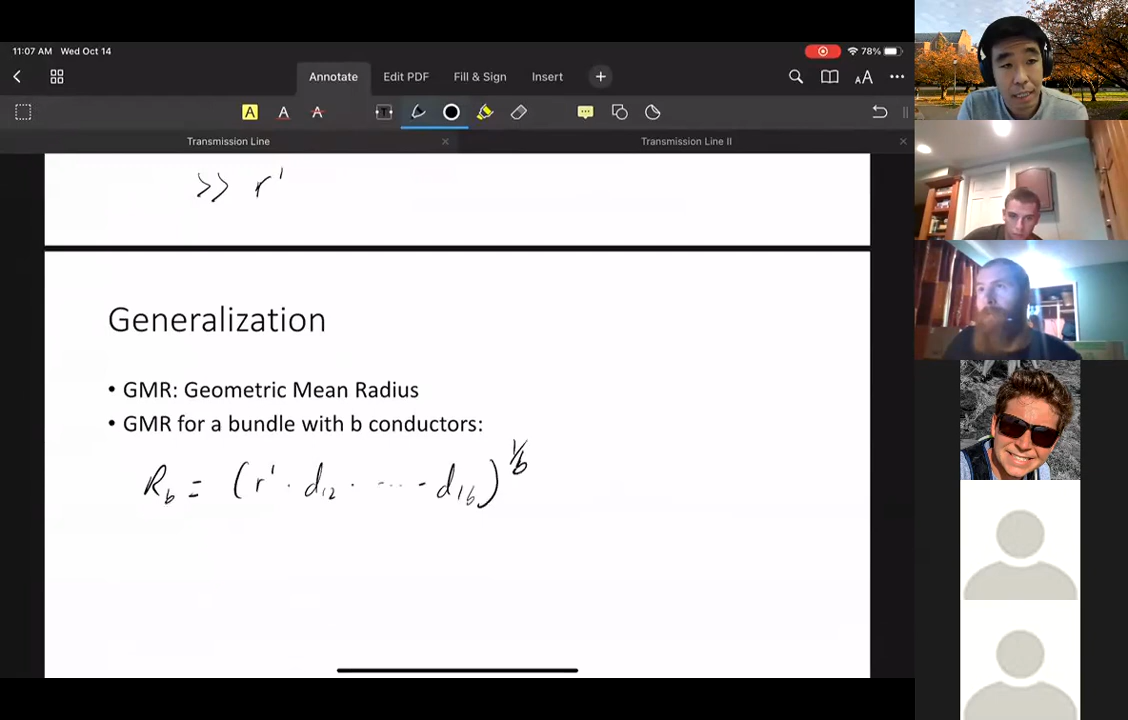 11:07 AM Wed Oct 14
78%
Annotate Edit PDF Fill & Sign Insert
AA
A A A T
Transmission Line Transmission Line II
>> r'
Generalization
• GMR: Geometric Mean Radius
• GMR for a bundle with b conductors:
R_b = (r' · d_12 · ... · d_1b)^1/b